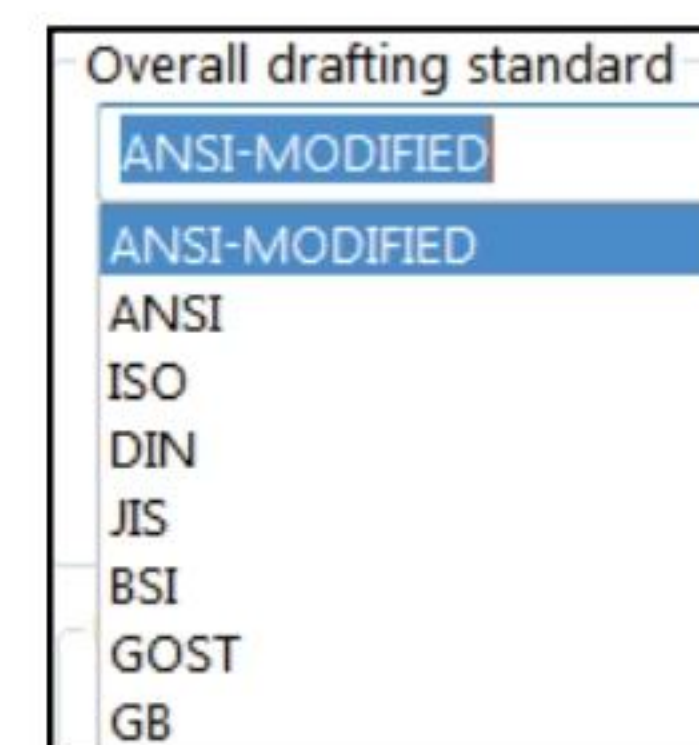 Overall drafting standard
ANSI-MODIFIED
ANSI-MODIFIED
ANSI
ISO
DIN
JIS
BSI
GOST
GB